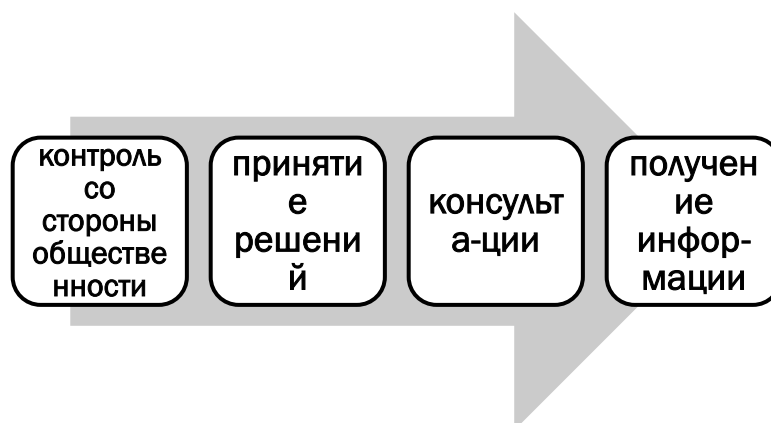 контроль
со
стороны
обществе
нности
приняти
е
решени
й
консульт
а-ции
получен
ие
инфор-
мации